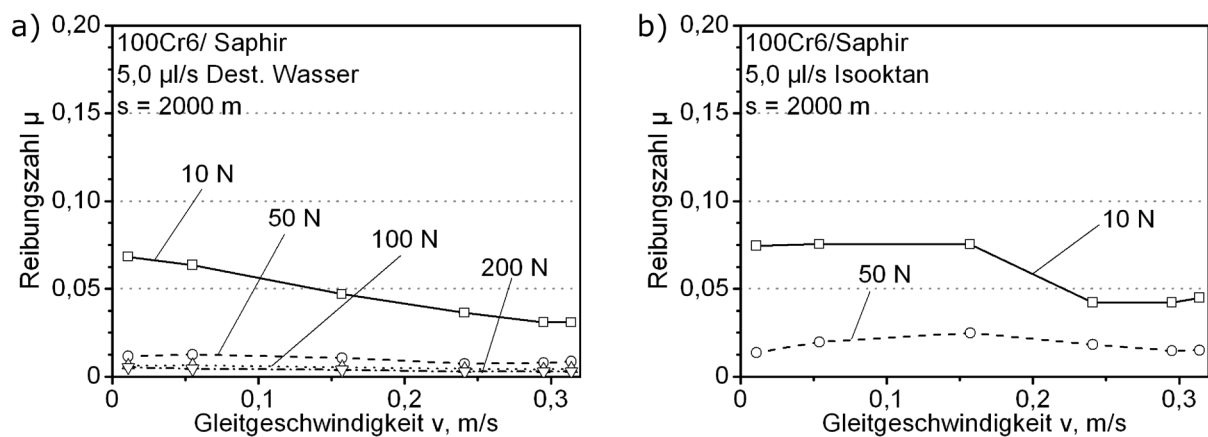 a)
0,20
0,15
0,10
0,05
0
Reibungszahl µ
100Cr6/ Saphir
5,0 µl/s Dest. Wasser
s = 2000 m
10 N
50 N
100 N
200 N
0
0,1
0,2
0,3
Gleitgeschwindigkeit v, m/s
b)
0,20
0,15
0,10
0,05
0
Reibungszahl µ
100Cr6/Saphir
5,0 µl/s Isooktan
s = 2000 m
10 N
50 N
0
0,1
0,2
0,3
Gleitgeschwindigkeit v, m/s